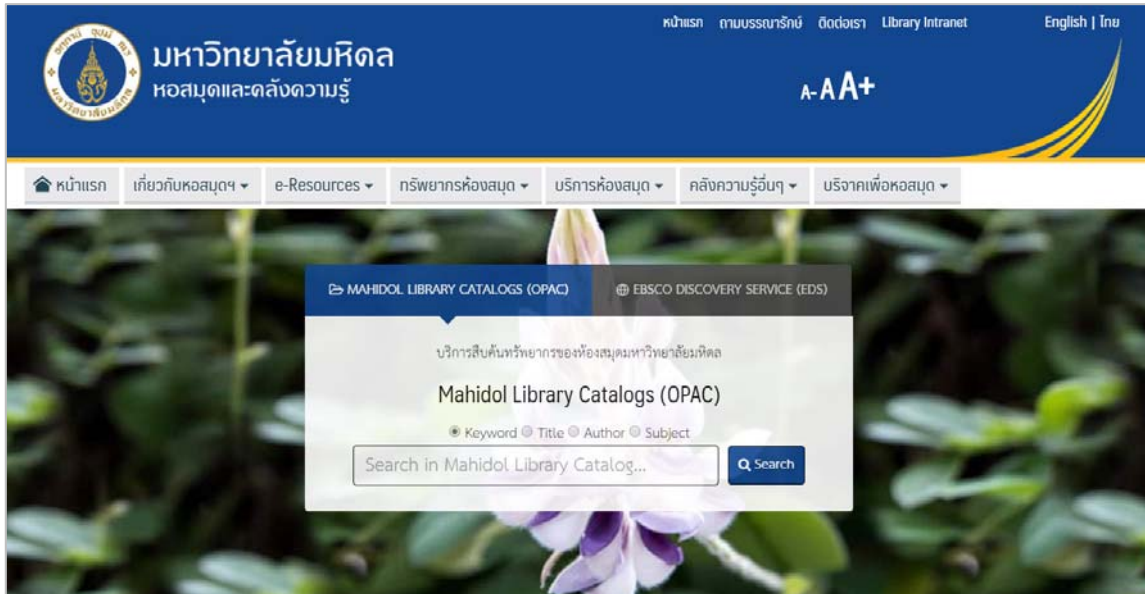 หน้าแรก ถามบรรณารักษ์ ติดต่อเรา Library Intranet English | ไทย
มหาวิทยาลัยมหิดล
หอสมุดและคลังความรู้
A- A A+
หน้าแรก เกี่ยวกับหอสมุดฯ e-Resources ทรัพยากรห้องสมุด บริการห้องสมุด คลังความรู้อื่นๆ บริจาคเพื่อหอสมุด
MAHIDOL LIBRARY CATALOGS (OPAC) EBSCO DISCOVERY SERVICE (EDS)
บริการสืบค้นทรัพยากรของห้องสมุดมหาวิทยาลัยมหิดล
Mahidol Library Catalogs (OPAC)
Keyword Title Author Subject
Search in Mahidol Library Catalog... Search